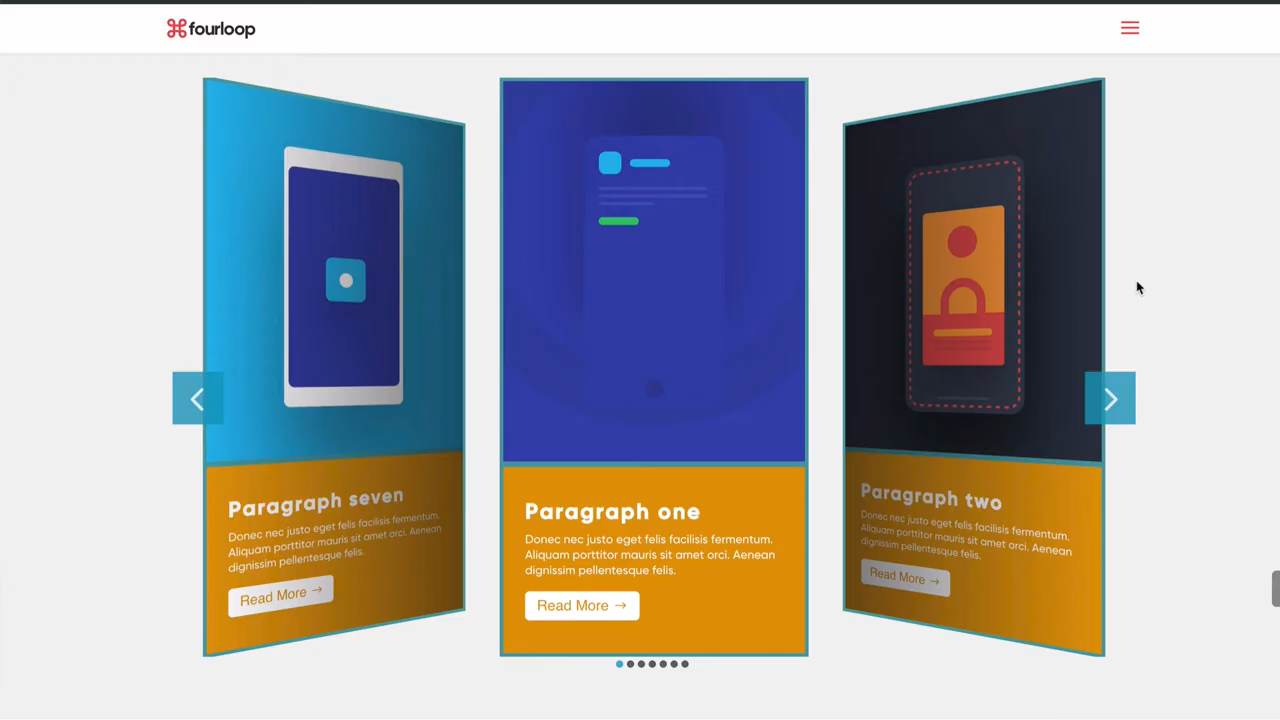 fourloop
Paragraph seven
Donec nec justo eget felis facilisis fermentum.
Aliquam porttitor mauris sit amet orci. Aenean
dignissim pellentesque felis.
Read More →
Paragraph one
Donec nec justo eget felis facilisis fermentum.
Aliquam porttitor mauris sit amet orci. Aenean
dignissim pellentesque felis.
Read More →
Paragraph two
Donec nec justo eget felis facilisis fermentum.
Aliquam porttitor mauris sit amet orci. Aenean
dignissim pellentesque felis.
Read More →